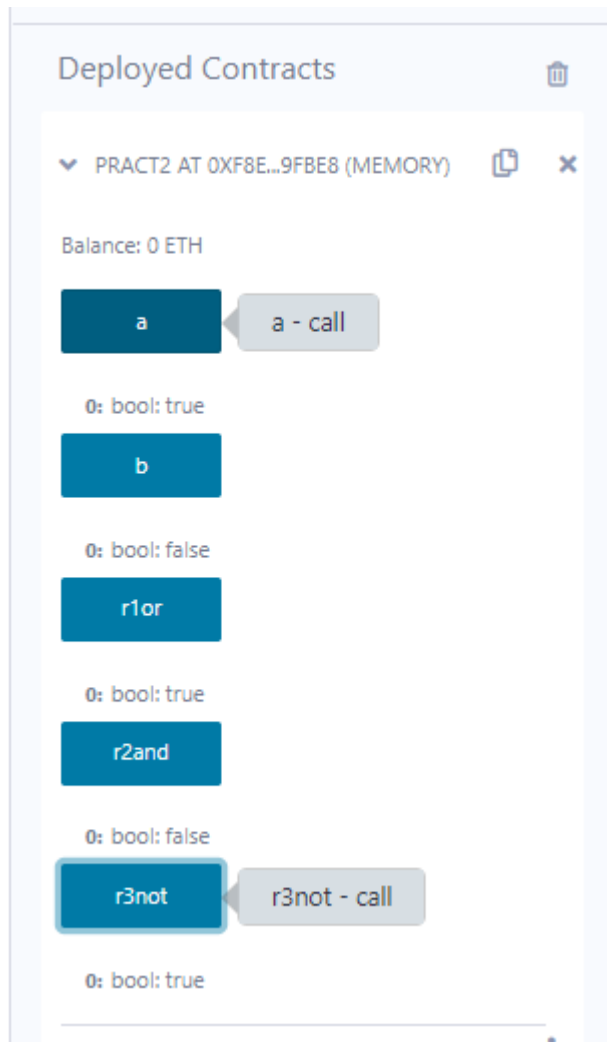 Deployed Contracts
PRACT2 AT 0XF8E...9FBE8 (MEMORY)
Balance: 0 ETH
a
a - call
0: bool: true
b
0: bool: false
r1or
0: bool: true
r2and
0: bool: false
r3not
r3not - call
0: bool: true